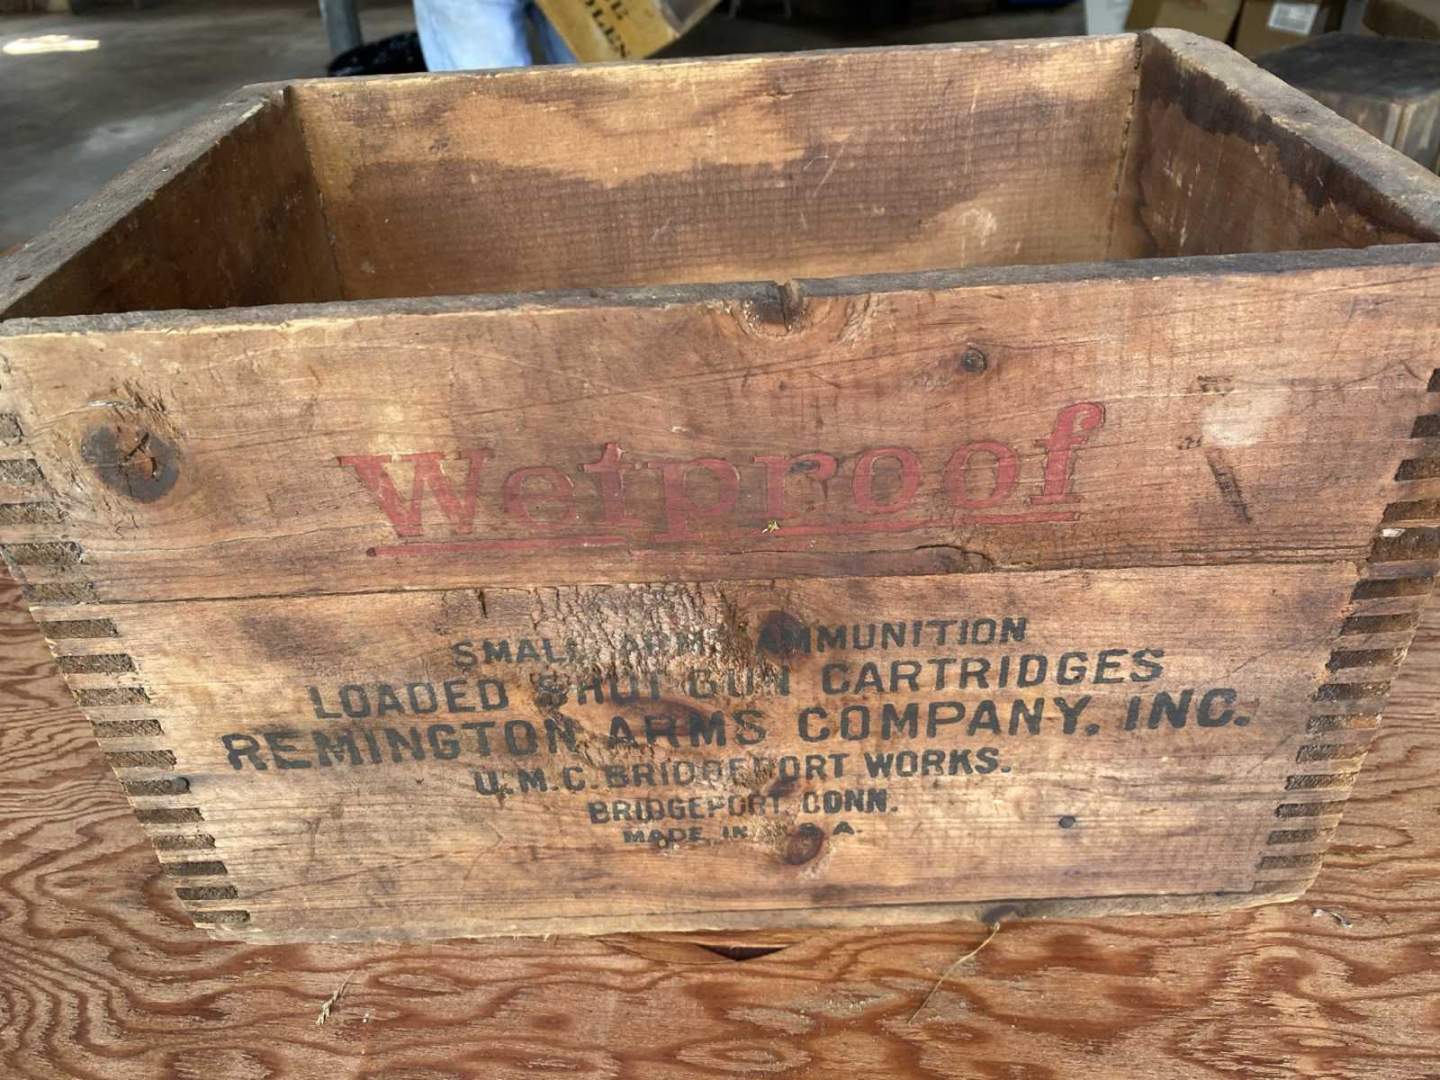 Wetproof
SMALL ARMS AMMUNITION
LOADED SHOT GUN CARTRIDGES
REMINGTON ARMS COMPANY, INC.
U.M.C. BRIDGEPORT WORKS.
BRIDGEPORT, CONN.
MADE IN U.S.A.